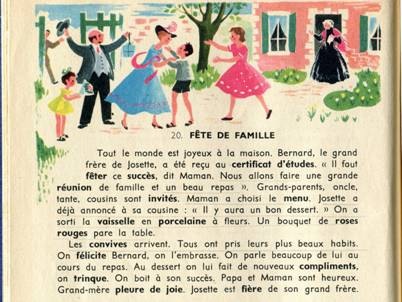 20. FÊTE DE FAMILLE
Tout le monde est joyeux à la maison. Bernard, le grand
frère de Josette, a été reçu au certificat d'études. « Il faut
fêter ce succès, dit Maman. Nous allons faire une grande
réunion de famille et un beau repas ». Grands-parents, oncle,
tante, cousins sont invités. Maman a choisi le menu. Josette a
déjà annoncé à sa cousine : « Il y aura un bon dessert. » On a
sorti la vaisselle en porcelaine à fleurs. Un bouquet de roses
rouges pare la table.
Les convives arrivent. Tous ont pris leurs plus beaux habits.
On félicite Bernard, on l'embrasse. On parle beaucoup de lui au
cours du repas. Au dessert on lui fait de nouveaux compliments,
on trinque. On boit à son succès. Papa et Maman sont heureux.
Grand-mère pleure de joie. Josette est fière de son grand frère.